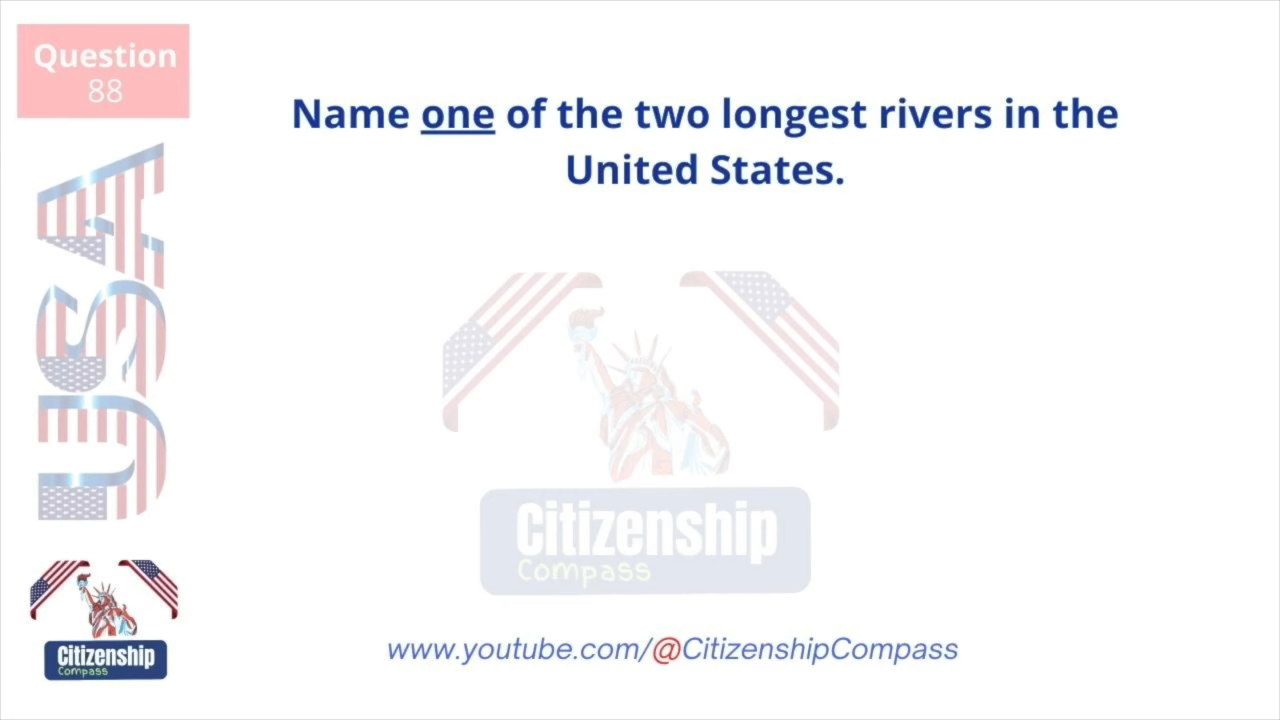 Question
88
Name one of the two longest rivers in the
United States.
USA
Citizenship
Compass
Citizenship
Compass
www.youtube.com/@CitizenshipCompass